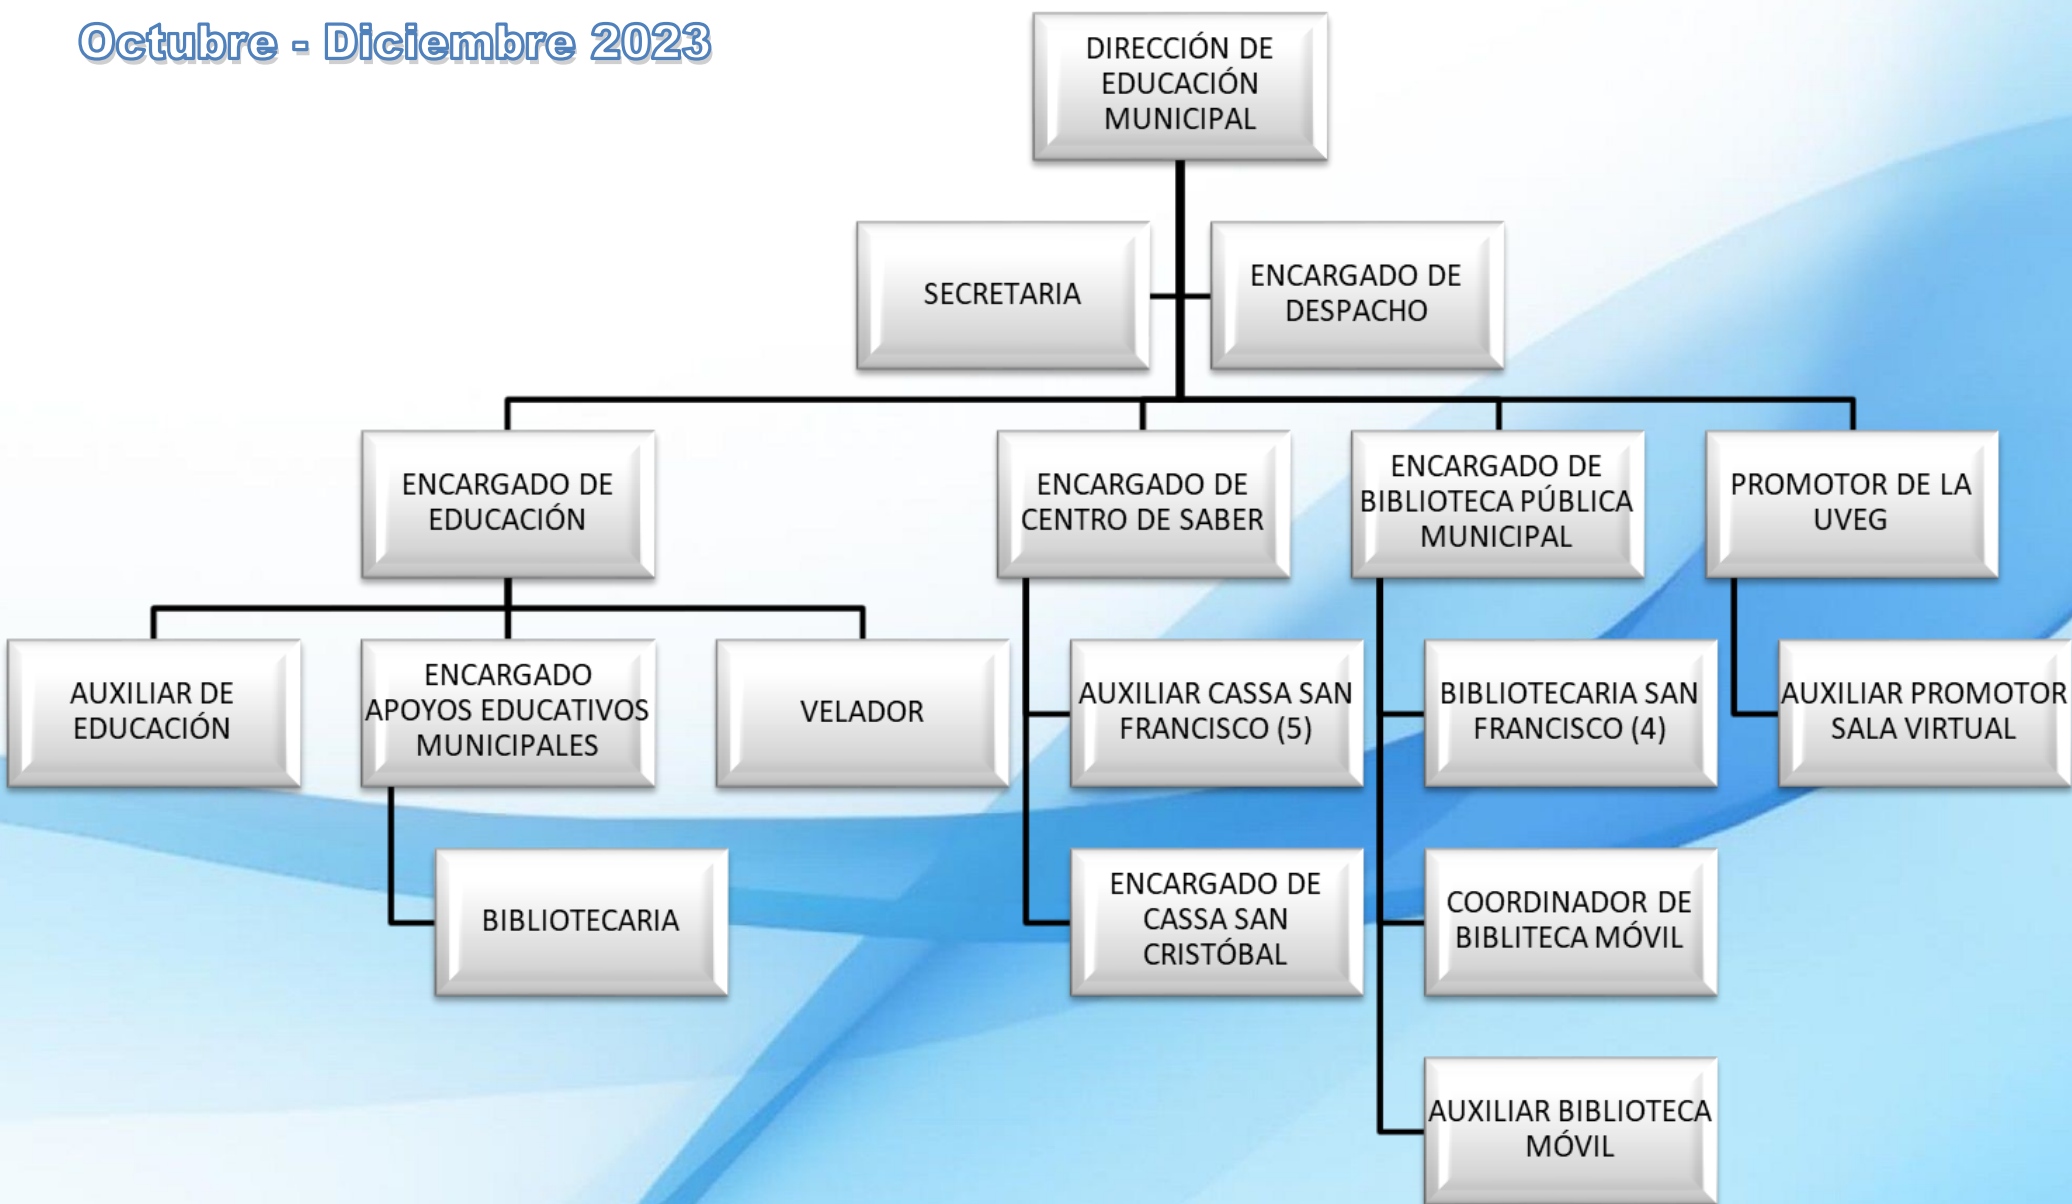 Octubre - Diciembre 2023
DIRECCIÓN DE
EDUCACIÓN
MUNICIPAL
SECRETARIA
ENCARGADO DE
DESPACHO
ENCARGADO DE
EDUCACIÓN
ENCARGADO DE
CENTRO DE SABER
ENCARGADO DE
BIBLIOTECA PÚBLICA
MUNICIPAL
PROMOTOR DE LA
UVEG
AUXILIAR DE
EDUCACIÓN
ENCARGADO
APOYOS EDUCATIVOS
MUNICIPALES
VELADOR
AUXILIAR CASSA SAN
FRANCISCO (5)
BIBLIOTECARIA SAN
FRANCISCO (4)
AUXILIAR PROMOTOR
SALA VIRTUAL
BIBLIOTECARIA
ENCARGADO DE
CASSA SAN
CRISTÓBAL
COORDINADOR DE
BIBLITECA MÓVIL
AUXILIAR BIBLIOTECA
MÓVIL